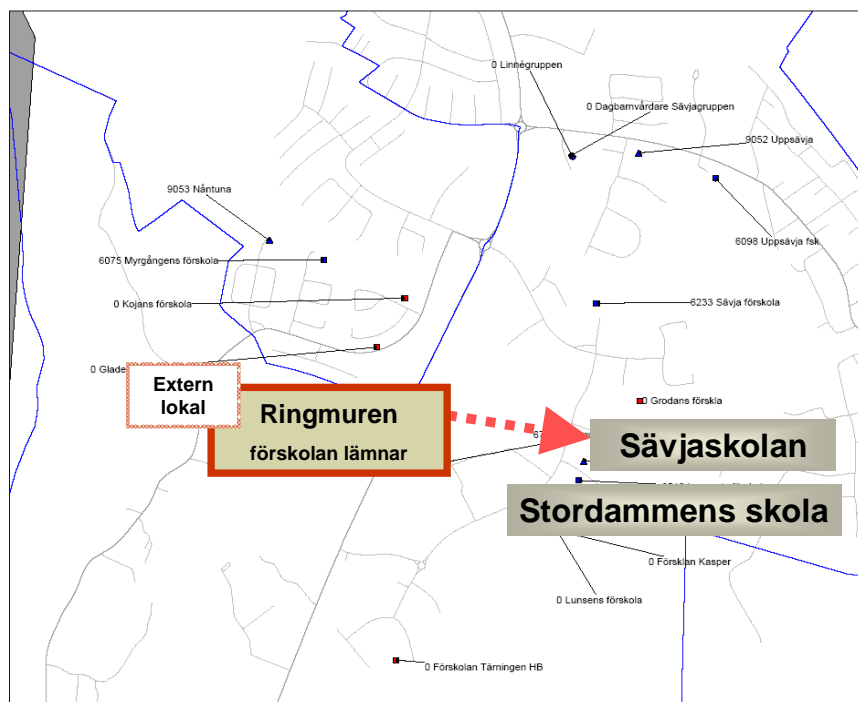 0 Linnégruppen
0 Dagbarnvårdare Sävjagruppen
9052 Uppsävja
9053 Nåntuna
6098 Uppsävja fsk
6075 Myrgångens förskola
0 Kojans förskola
6233 Sävja förskola
0 Glade
Extern
lokal
Ringmuren
förskolan lämnar
0 Grodans förskla
Sävjaskolan
Stordammens skola
0 Försklan Kasper
0 Lunsens förskola
0 Förskolan Tärningen HB